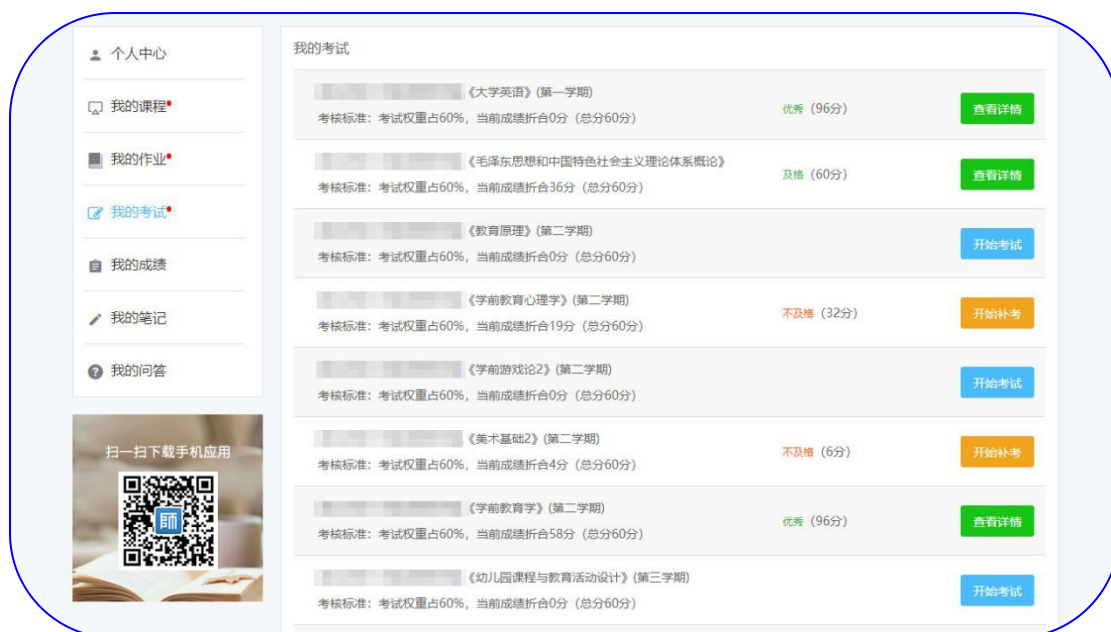 个人中心
我的课程
我的作业
我的考试
我的成绩
我的笔记
我的问答
扫一扫下载手机应用
師
我的考试
《大学英语》(第一学期)
考核标准：考试权重占60%，当前成绩折合0分（总分60分）
优秀（96分）
查看详情
《毛泽东思想和中国特色社会主义理论体系概论》
考核标准：考试权重占60%，当前成绩折合36分（总分60分）
及格（60分）
查看详情
《教育原理》(第二学期)
考核标准：考试权重占60%，当前成绩折合0分（总分60分）
开始考试
《学前教育心理学》(第二学期)
考核标准：考试权重占60%，当前成绩折合19分（总分60分）
不及格（32分）
开始补考
《学前游戏论2》(第二学期)
考核标准：考试权重占60%，当前成绩折合0分（总分60分）
开始考试
《美术基础2》(第二学期)
考核标准：考试权重占60%，当前成绩折合4分（总分60分）
不及格（6分）
开始补考
《学前教育学》(第二学期)
考核标准：考试权重占60%，当前成绩折合58分（总分60分）
优秀（96分）
查看详情
《幼儿园课程与教育活动设计》(第三学期)
考核标准：考试权重占60%，当前成绩折合0分（总分60分）
开始考试